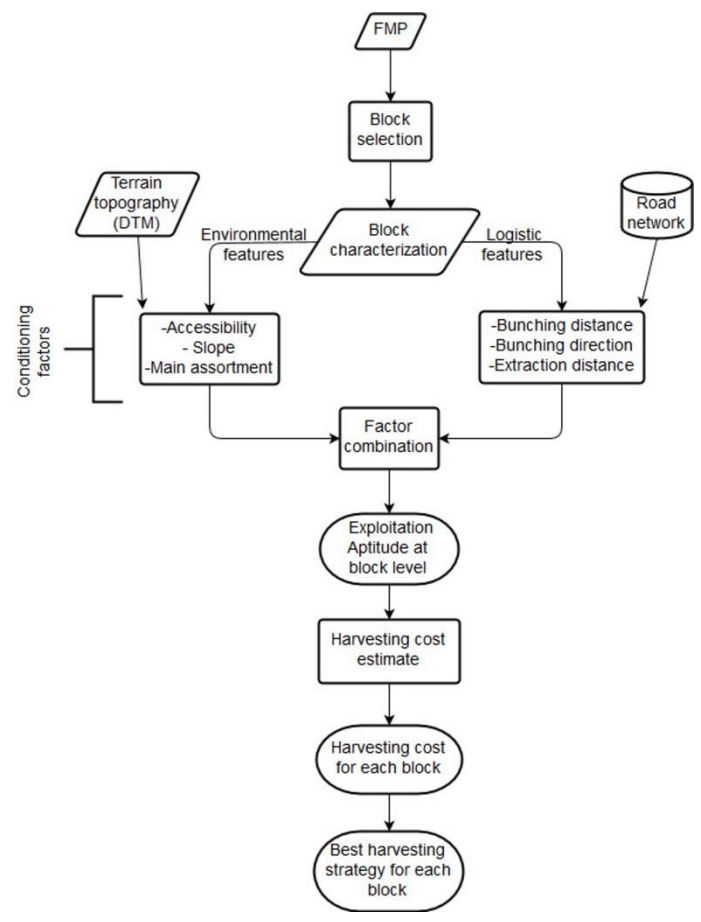 FMP
Block
selection
Terrain
topography
(DTM)
Road
network
Environmental
features
Block
characterization
Logistic
features
Conditioning
factors
-Accessibility
- Slope
-Main assortment
-Bunching distance
-Bunching direction
-Extraction distance
Factor
combination
Exploitation
Aptitude at
block level
Harvesting cost
estimate
Harvesting cost
for each block
Best harvesting
strategy for each
block